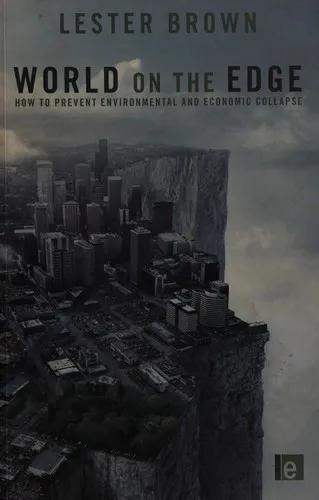 LESTER BROWN
WORLD ON THE EDGE
HOW TO PREVENT ENVIRONMENTAL AND ECONOMIC COLLAPSE
e